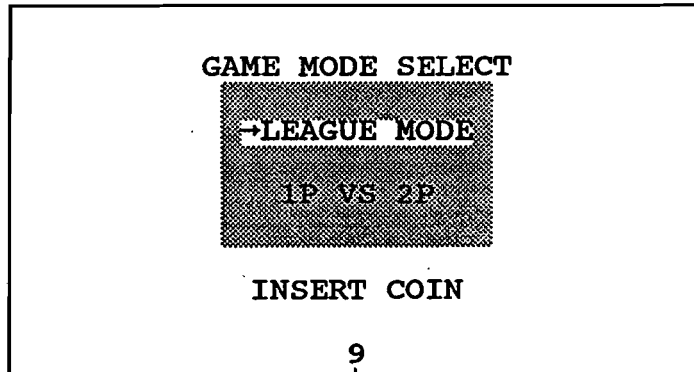 GAME MODE SELECT
→LEAGUE MODE
1P VS 2P
INSERT COIN
9